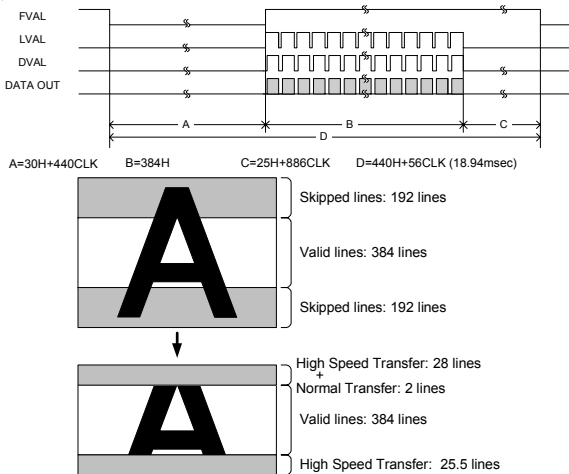 FVAL
LVAL
DVAL
DATA OUT
A
B
C
D
A=30H+440CLK B=384H C=25H+886CLK D=440H+56CLK (18.94msec)
A
Skipped lines: 192 lines
Valid lines: 384 lines
Skipped lines: 192 lines
A
High Speed Transfer: 28 lines
+
Normal Transfer: 2 lines
Valid lines: 384 lines
High Speed Transfer: 25.5 lines